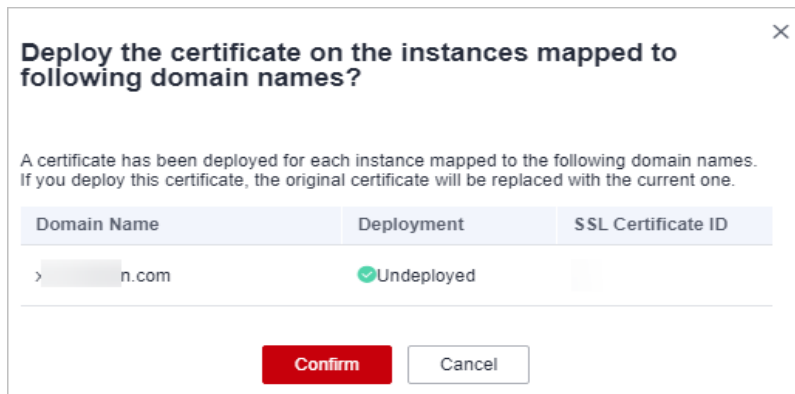 Deploy the certificate on the instances mapped to
following domain names?
A certificate has been deployed for each instance mapped to the following domain names.
If you deploy this certificate, the original certificate will be replaced with the current one.
Domain Name Deployment SSL Certificate ID
n.com Undeployed
Confirm Cancel